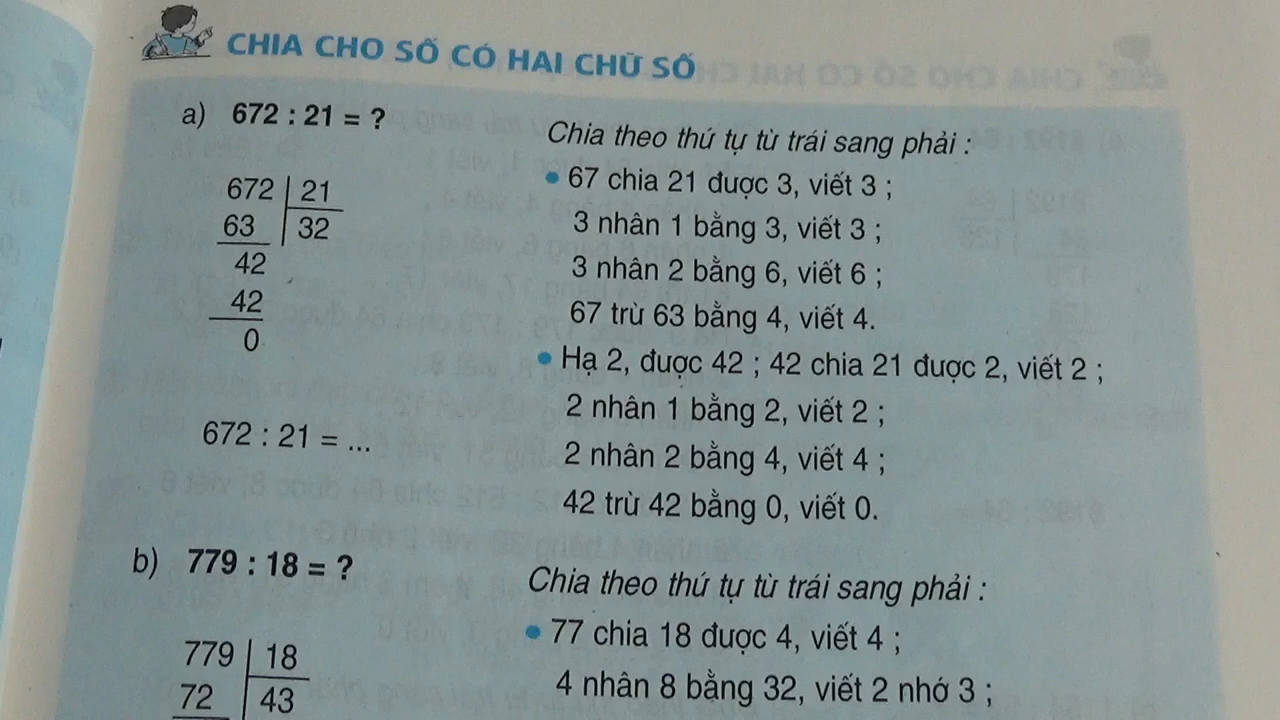 CHIA CHO SỐ CÓ HAI CHỮ SỐ
a) 672 : 21 = ?
672 21
63 32
42
42
0
672 : 21 = ...
Chia theo thứ tự từ trái sang phải :
• 67 chia 21 được 3, viết 3 ;
3 nhân 1 bằng 3, viết 3 ;
3 nhân 2 bằng 6, viết 6 ;
67 trừ 63 bằng 4, viết 4.
• Hạ 2, được 42 ; 42 chia 21 được 2, viết 2 ;
2 nhân 1 bằng 2, viết 2 ;
2 nhân 2 bằng 4, viết 4 ;
42 trừ 42 bằng 0, viết 0.
b) 779 : 18 = ?
779 18
72 43
Chia theo thứ tự từ trái sang phải :
• 77 chia 18 được 4, viết 4 ;
4 nhân 8 bằng 32, viết 2 nhớ 3 ;